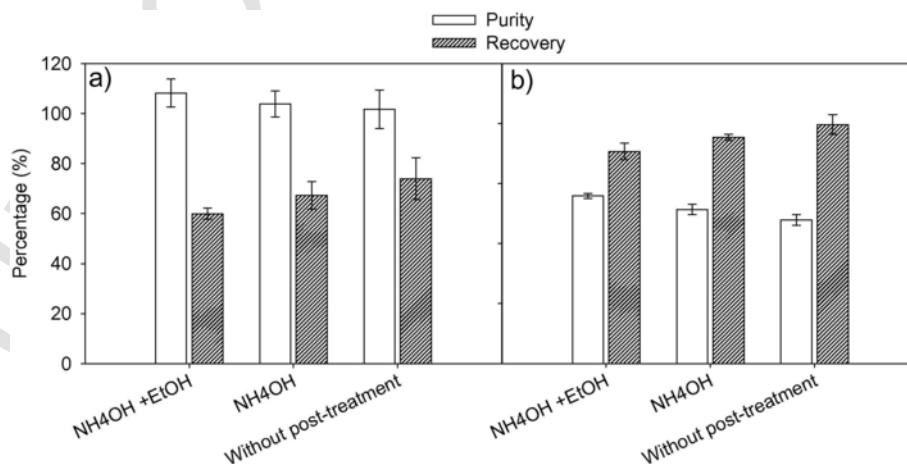 Purity
Recovery
120
100
80
60
40
20
0
Percentage (%)
a)
b)
NH4OH +EtOH
NH4OH
Without post-treatment
NH4OH +EtOH
NH4OH
Without post-treatment